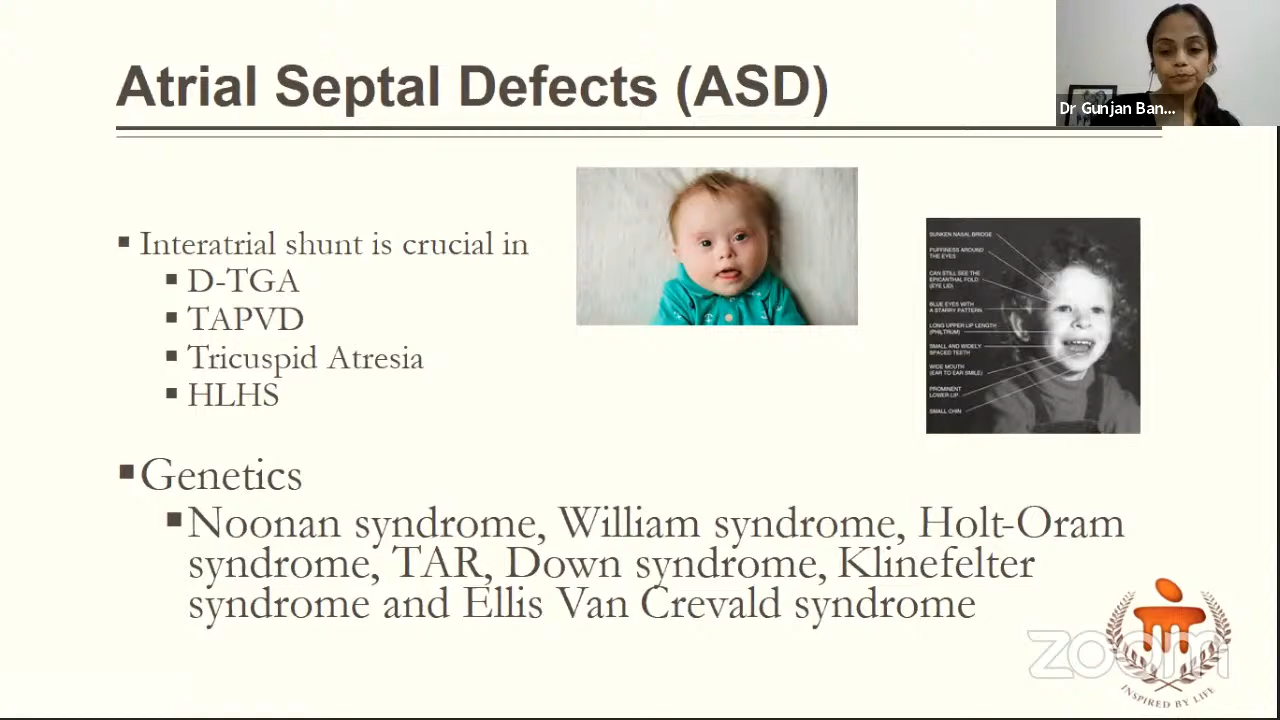 Atrial Septal Defects (ASD)
Dr Gunjan Ban...
▪ Interatrial shunt is crucial in
▪ D-TGA
▪ TAPVD
▪ Tricuspid Atresia
▪ HLHS
SUNKEN NASAL BRIDGE
PUFFINESS AROUND
THE EYES
CAN STILL SEE THE
EPICANTHAL FOLD
(EYE LID)
BLUE EYES WITH
A STARRY PATTERN
LONG UPPER LIP LENGTH
(PHILTRUM)
SMALL AND WIDELY
SPACED TEETH
WIDE MOUTH
(EAR TO EAR SMILE)
PROMINENT
LOWER LIP
SMALL CHIN
▪ Genetics
▪ Noonan syndrome, William syndrome, Holt-Oram
syndrome, TAR, Down syndrome, Klinefelter
syndrome and Ellis Van Crevald syndrome
zoom
INSPIRED BY LIFE